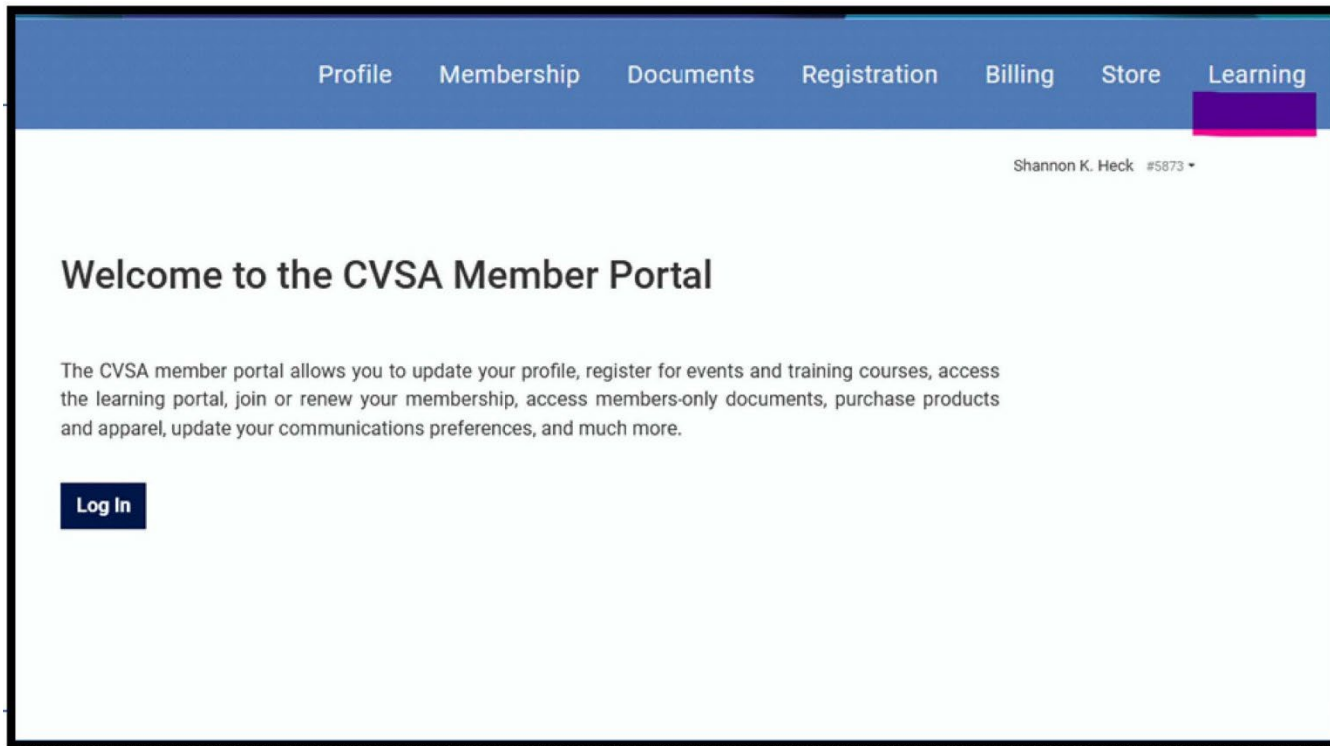 Profile Membership Documents Registration Billing Store Learning
Shannon K. Heck #5873
Welcome to the CVSA Member Portal
The CVSA member portal allows you to update your profile, register for events and training courses, access
the learning portal, join or renew your membership, access members-only documents, purchase products
and apparel, update your communications preferences, and much more.
Log In